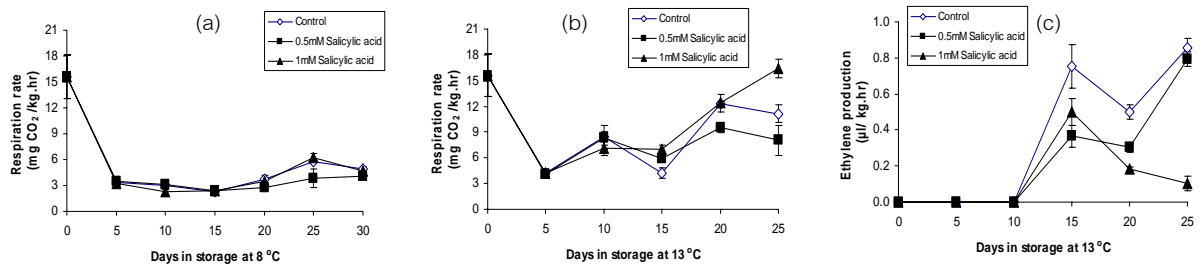 (a)
Control
0.5mM Salicylic acid
1mM Salicylic acid
Respiration rate
(mg CO₂ /kg.hr)
21
18
15
12
9
6
3
0
0 5 10 15 20 25 30
Days in storage at 8 °C
(b)
Control
0.5mM Salicylic acid
1mM Salicylic acid
Respiration rate
(mg CO₂ /kg.hr)
21
18
15
12
9
6
3
0
0 5 10 15 20 25
Days in storage at 13 °C
(c)
Control
0.5mM Salicylic acid
1mM Salicylic acid
Ethylene production
(µl/ kg.hr)
1.0
0.8
0.6
0.4
0.2
0.0
0 5 10 15 20 25
Days in storage at 13 °C